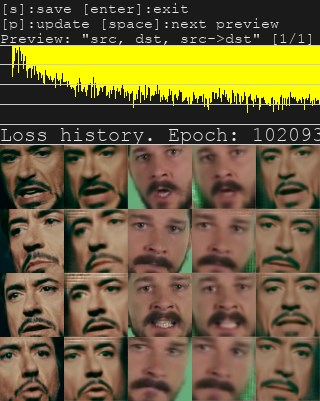 [s]:save [enter]:exit
[p]:update [space]:next preview
Preview: "src, dst, src->dst" [1/1]
Loss history. Epoch: 102093